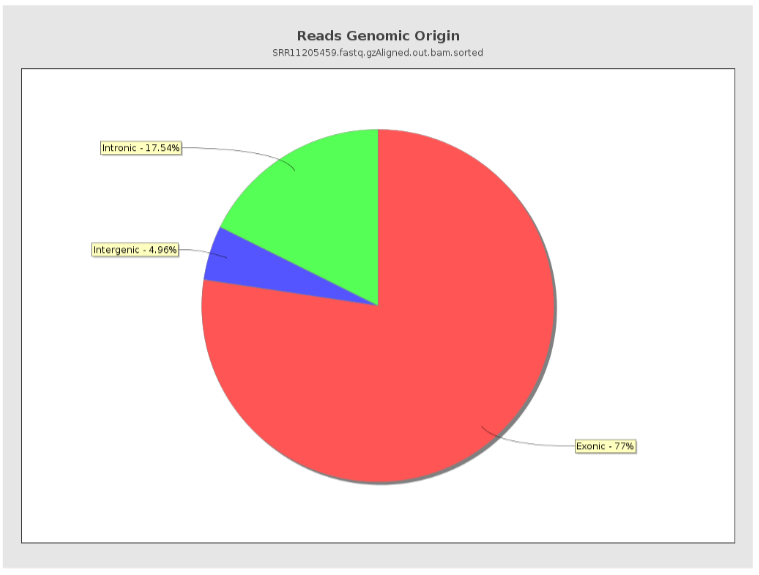 Reads Genomic Origin
SRR11205459.fastq.gzAligned.out.bam.sorted
Intronic - 17.54%
Intergenic - 4.96%
Exonic - 77%